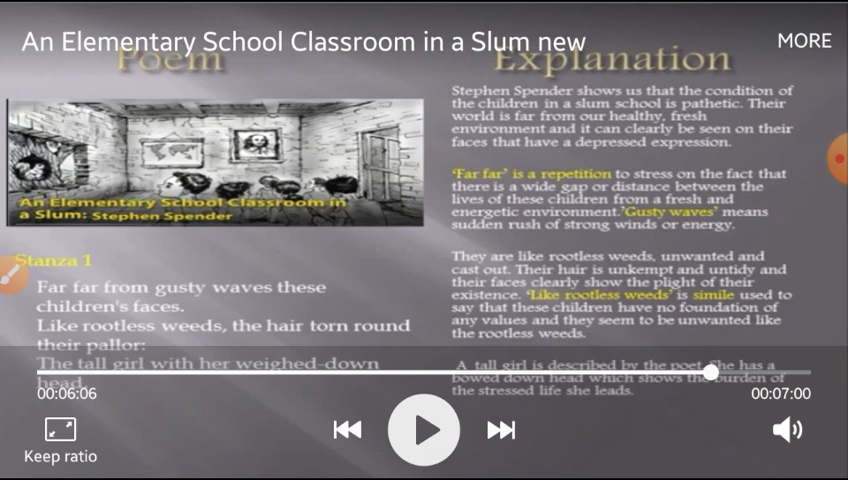 An Elementary School Classroom in a Slum new
MORE
Poem
An Elementary School Classroom in
a Slum: Stephen Spender
Stanza 1
Far far from gusty waves these
children's faces.
Like rootless weeds, the hair torn round
their pallor:
The tall girl with her weighed-down
head.
Explanation
Stephen Spender shows us that the condition of
the children in a slum school is pathetic. Their
world is far from our healthy, fresh
environment and it can clearly be seen on their
faces that have a depressed expression.
'Far far' is a repetition to stress on the fact that
there is a wide gap or distance between the
lives of these children from a fresh and
energetic environment.'Gusty waves' means
sudden rush of strong winds or energy.
They are like rootless weeds, unwanted and
cast out. Their hair is unkempt and untidy and
their faces clearly show the plight of their
existence. 'Like rootless weeds' is simile used to
say that these children have no foundation of
any values and they seem to be unwanted like
the rootless weeds.
A tall girl is described by the poet. She has a
bowed down head which shows the burden of
the stressed life she leads.
00:06:06
00:07:00
Keep ratio